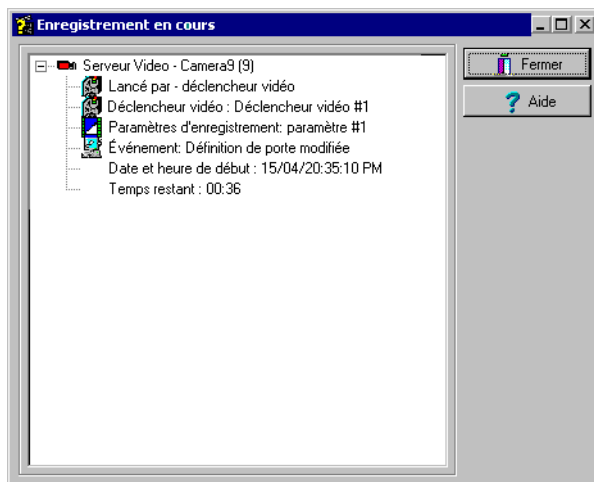 Enregistrement en cours
Serveur Video - Camera9 (9)
Lancé par - déclencheur vidéo
Déclencheur vidéo : Déclencheur vidéo #1
Paramètres d'enregistrement: paramètre #1
Événement: Définition de porte modifiée
Date et heure de début : 15/04/20:35:10 PM
Temps restant : 00:36
Fermer
Aide